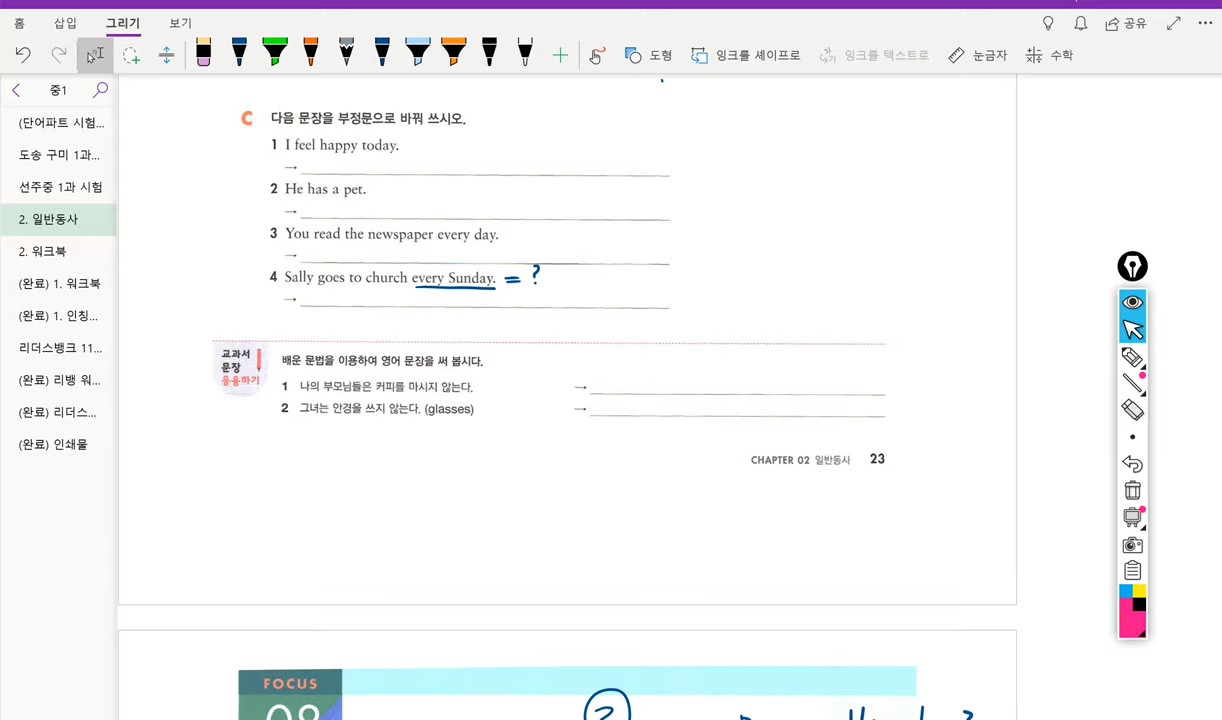 홈 삽입 그리기 보기
공유
도형 잉크를 셰이프로 잉크를 텍스트로 눈금자 수학
중1
(단어파트 시험...
도송 구미 1과...
선주중 1과 시험
2. 일반동사
2. 워크북
(완료) 1. 워크북
(완료) 1. 인칭...
리더스뱅크 11...
(완료) 리뱅 워...
(완료) 리더스...
(완료) 인쇄물
C 다음 문장을 부정문으로 바꿔 쓰시오.
1 I feel happy today.
→
2 He has a pet.
→
3 You read the newspaper every day.
→
4 Sally goes to church every Sunday. = ?
→
교과서
문장
응용하기
배운 문법을 이용하여 영어 문장을 써 봅시다.
1 나의 부모님들은 커피를 마시지 않는다. →
2 그녀는 안경을 쓰지 않는다. (glasses) →
CHAPTER 02 일반동사 23
FOCUS
08